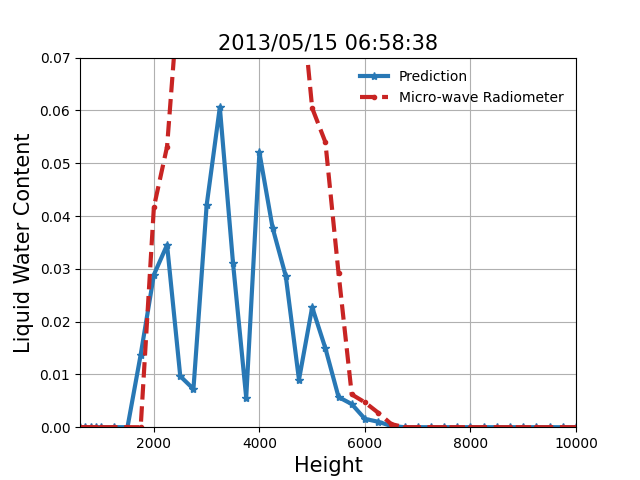 2013/05/15 06:58:38
0.07
0.06
0.05
0.04
0.03
0.02
0.01
0.00
Liquid Water Content
Prediction
Micro-wave Radiometer
2000 4000 6000 8000 10000
Height